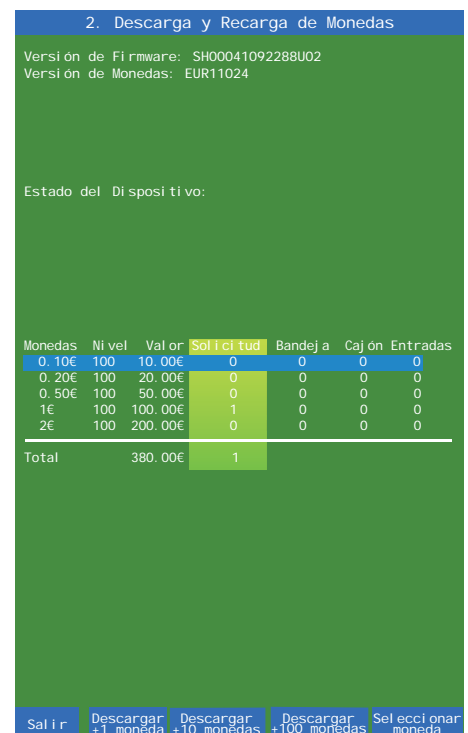 2. Descarga y Recarga de Monedas
Versión de Firmware: SH00041092288U02
Versión de Monedas: EUR11024
Estado del Dispositivo:
Monedas Nivel Valor Solicitud Bandeja Cajón Entradas
0.10€ 100 10.00€ 0 0 0 0
0.20€ 100 20.00€ 0 0 0 0
0.50€ 100 50.00€ 0 0 0 0
1€ 100 100.00€ 1 0 0 0
2€ 100 200.00€ 0 0 0 0
Total 380.00€ 1
Salir
Descargar
+1 moneda
Descargar
+10 monedas
Descargar
+100 monedas
Seleccionar
moneda